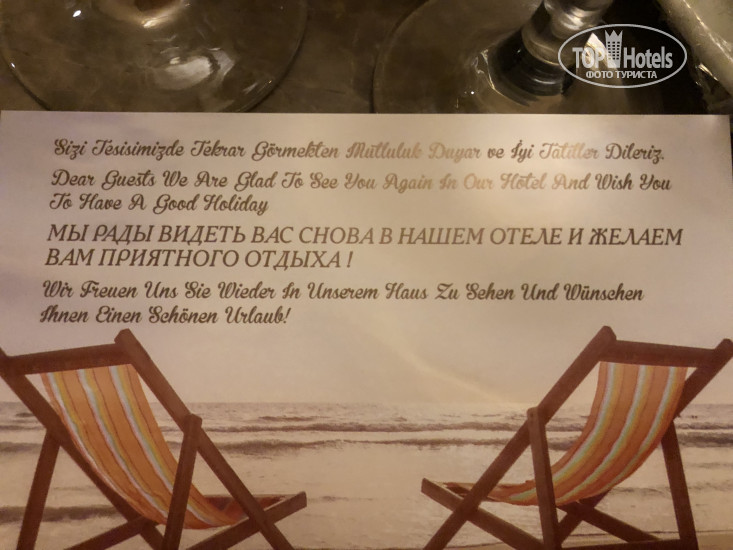 TOP Hotels
ФОТО ТУРИСТА
Sizi Tesisimizde Tekrar Görmekten Mutluluk Duyar ve İyi Tatiller Dileriz.
Dear Guests We Are Glad To See You Again In Our Hotel And Wish You
To Have A Good Holiday
МЫ РАДЫ ВИДЕТЬ ВАС СНОВА В НАШЕМ ОТЕЛЕ И ЖЕЛАЕМ
ВАМ ПРИЯТНОГО ОТДЫХА !
Wir Freuen Uns Sie Wieder In Unserem Haus Zu Sehen Und Wünschen
Ihnen Einen Schönen Urlaub!